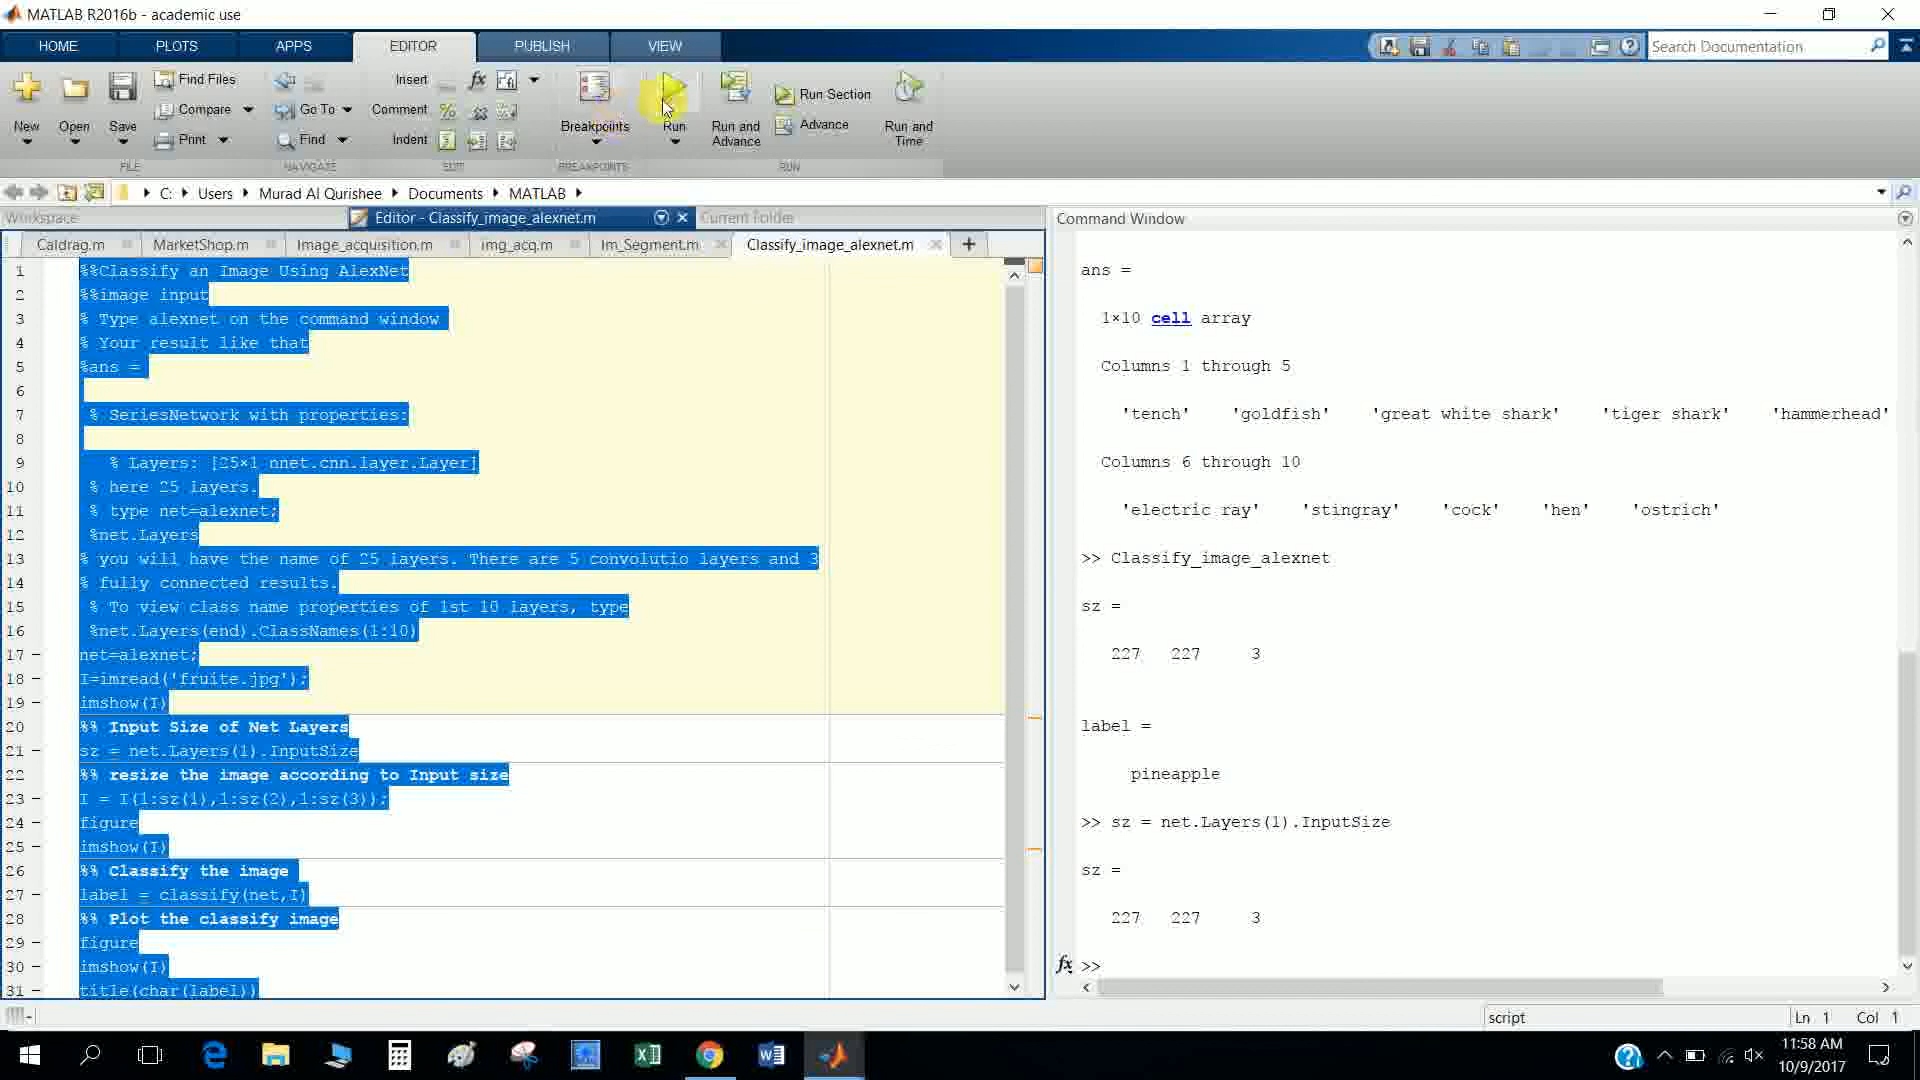 MATLAB R2016b - academic use
HOME PLOTS APPS EDITOR PUBLISH VIEW
Search Documentation
New Open Save
Find Files
Compare
Print
Go To
Find
Insert fx
Comment
Indent
Breakpoints
Run
Run and Advance
Run Section
Advance
Run and Time
FILE NAVIGATE EDIT BREAKPOINTS RUN
C: Users Murad Al Qurishee Documents MATLAB
Workspace
Editor - Classify_image_alexnet.m
Current Folder
Caldrag.m MarketShop.m Image_acquisition.m img_acq.m Im_Segment.m Classify_image_alexnet.m +
1 %%Classify an Image Using AlexNet
2 %%image input
3 % Type alexnet on the command window
4 % Your result like that
5 %ans =
6
7 % SeriesNetwork with properties:
8
9 % Layers: [25×1 nnet.cnn.layer.Layer]
10 % here 25 layers.
11 % type net=alexnet;
12 %net.Layers
13 % you will have the name of 25 layers. There are 5 convolutio layers and 3
14 % fully connected results.
15 % To view class name properties of 1st 10 layers, type
16 %net.Layers(end).ClassNames(1:10)
17 – net=alexnet;
18 – I=imread('fruite.jpg');
19 – imshow(I)
20 %% Input Size of Net Layers
21 – sz = net.Layers(1).InputSize
22 %% resize the image according to Input size
23 – I = I(1:sz(1),1:sz(2),1:sz(3));
24 – figure
25 – imshow(I)
26 %% Classify the image
27 – label = classify(net,I)
28 %% Plot the classify image
29 – figure
30 – imshow(I)
31 – title(char(label))
Command Window
ans =
1×10 cell array
Columns 1 through 5
'tench' 'goldfish' 'great white shark' 'tiger shark' 'hammerhead'
Columns 6 through 10
'electric ray' 'stingray' 'cock' 'hen' 'ostrich'
>> Classify_image_alexnet
sz =
227 227 3
label =
pineapple
>> sz = net.Layers(1).InputSize
sz =
227 227 3
fx >>
script Ln 1 Col 1
11:58 AM
10/9/2017